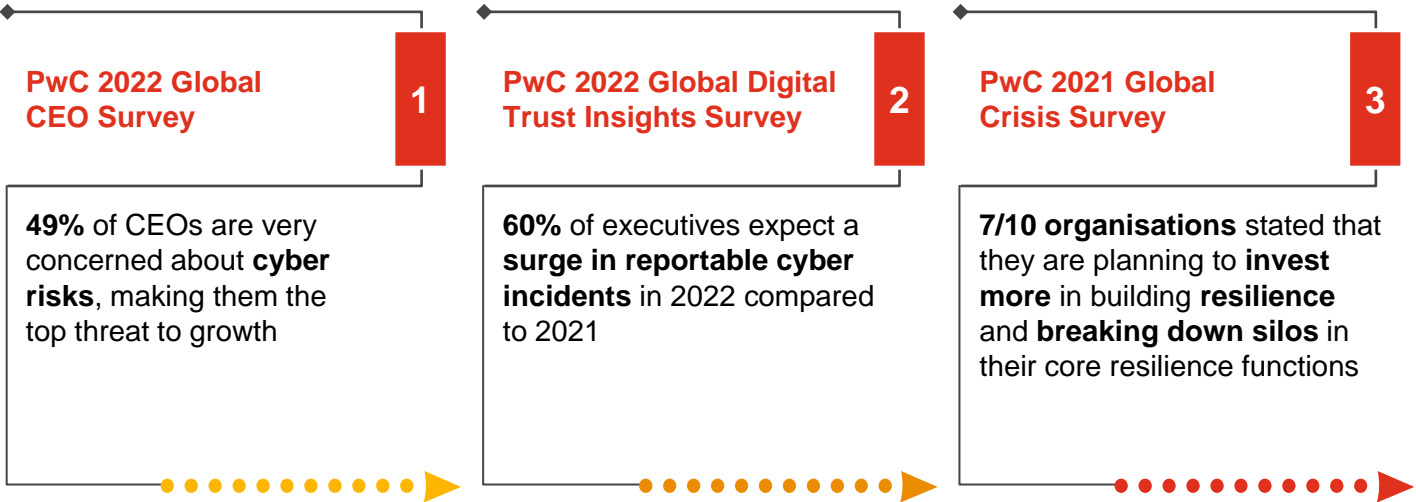 PwC 2022 Global
CEO Survey
1
49% of CEOs are very
concerned about cyber
risks, making them the
top threat to growth
PwC 2022 Global Digital
Trust Insights Survey
2
60% of executives expect a
surge in reportable cyber
incidents in 2022 compared
to 2021
PwC 2021 Global
Crisis Survey
3
7/10 organisations stated that
they are planning to invest
more in building resilience
and breaking down silos in
their core resilience functions